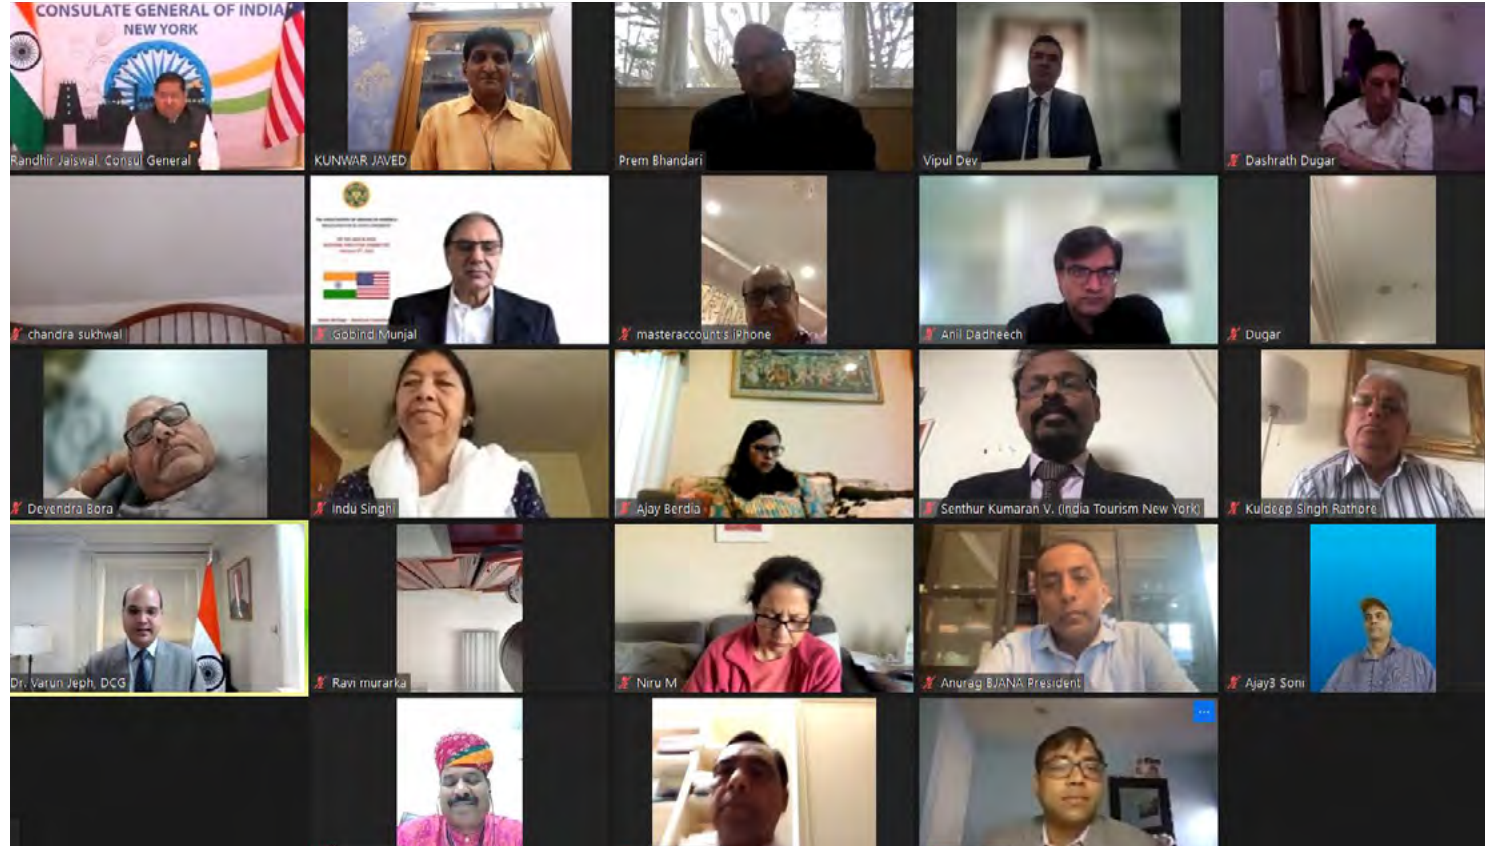 CONSULATE GENERAL OF INDIA
NEW YORK
Randhir Jaiswal, Consul General
KUNWAR JAVED
Prem Bhandari
Vipul Dev
Dashrath Dugar
chandra sukhwal
Gobind Munjal
masteraccount's iPhone
Anil Dadheech
Dugar
Devendra Bora
Indu Singhi
Ajay Berdia
Senthur Kumaran V. (India Tourism New York)
Kuldeep Singh Rathore
Dr. Varun Jeph, DCG
Ravi murarka
Niru M
Anurag BJANA President
Ajay3 Soni